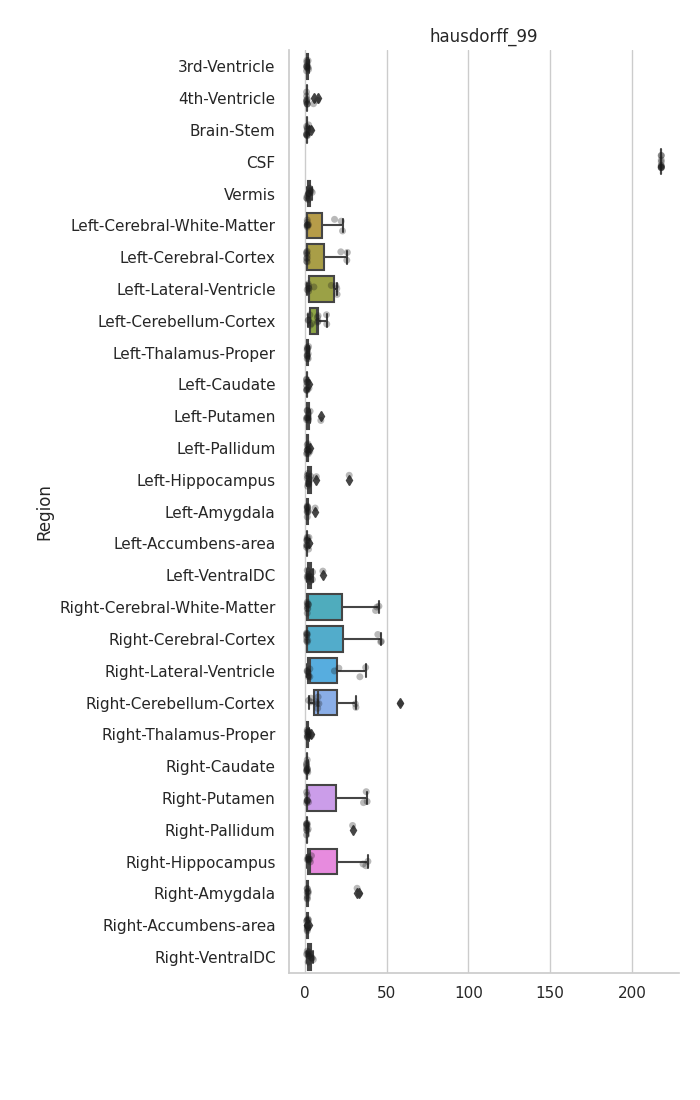 hausdorff_99
3rd-Ventricle
4th-Ventricle
Brain-Stem
CSF
Vermis
Left-Cerebral-White-Matter
Left-Cerebral-Cortex
Left-Lateral-Ventricle
Left-Cerebellum-Cortex
Left-Thalamus-Proper
Left-Caudate
Left-Putamen
Left-Pallidum
Left-Hippocampus
Left-Amygdala
Left-Accumbens-area
Left-VentralDC
Right-Cerebral-White-Matter
Right-Cerebral-Cortex
Right-Lateral-Ventricle
Right-Cerebellum-Cortex
Right-Thalamus-Proper
Right-Caudate
Right-Putamen
Right-Pallidum
Right-Hippocampus
Right-Amygdala
Right-Accumbens-area
Right-VentralDC
Region
0 50 100 150 200